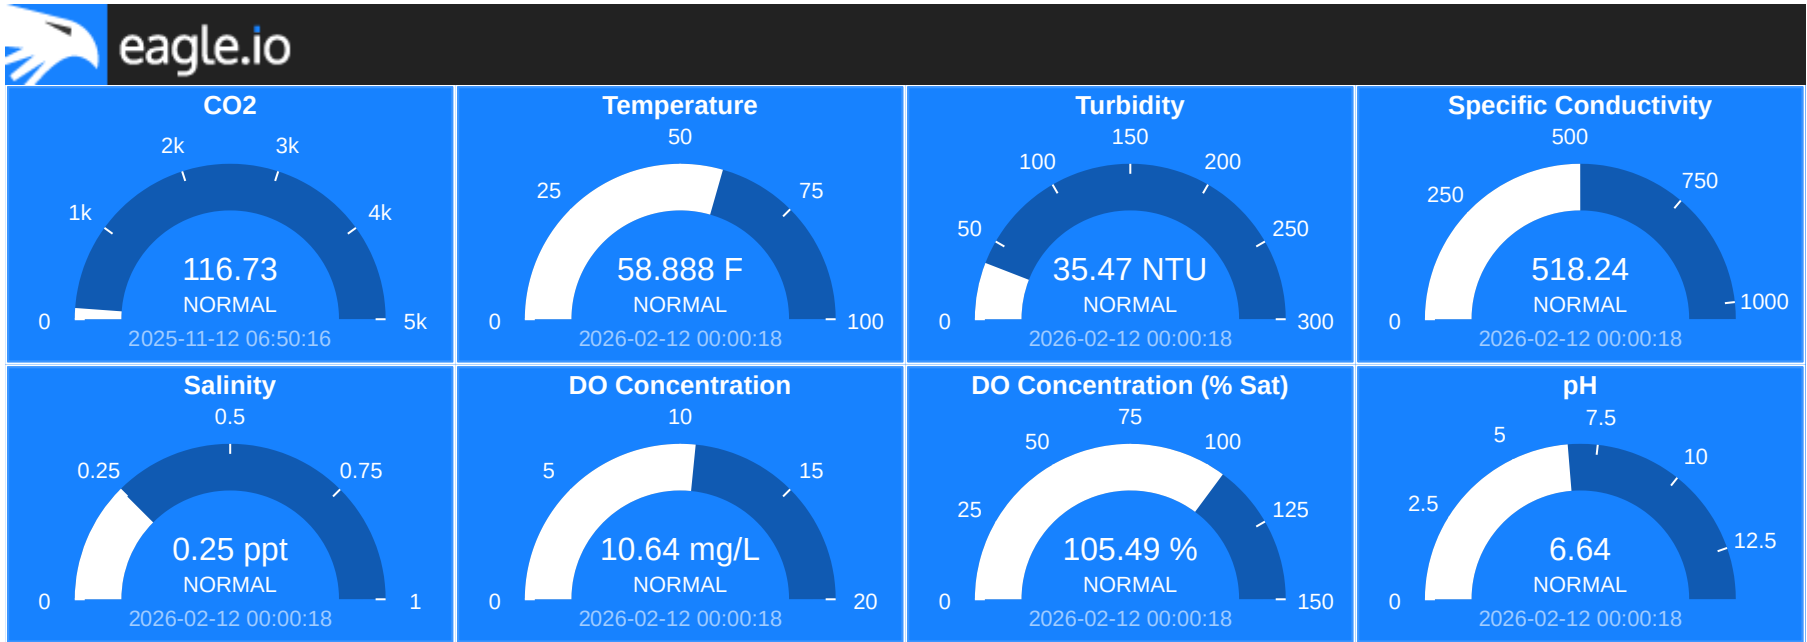 eagle.io
CO2
2k
3k
1k
4k
116.73
NORMAL
0
5k
2025-11-12 06:50:16
Temperature
50
25
75
58.888 F
NORMAL
0
100
2026-02-12 00:00:18
Turbidity
150
100
200
50
250
35.47 NTU
NORMAL
0
300
2026-02-12 00:00:18
Specific Conductivity
500
250
750
518.24
NORMAL
0
1000
2026-02-12 00:00:18
Salinity
0.5
0.25
0.75
0.25 ppt
NORMAL
0
1
2026-02-12 00:00:18
DO Concentration
10
5
15
10.64 mg/L
NORMAL
0
20
2026-02-12 00:00:18
DO Concentration (% Sat)
75
50
100
25
125
105.49 %
NORMAL
0
150
2026-02-12 00:00:18
pH
7.5
5
10
2.5
12.5
6.64
NORMAL
0
2026-02-12 00:00:18